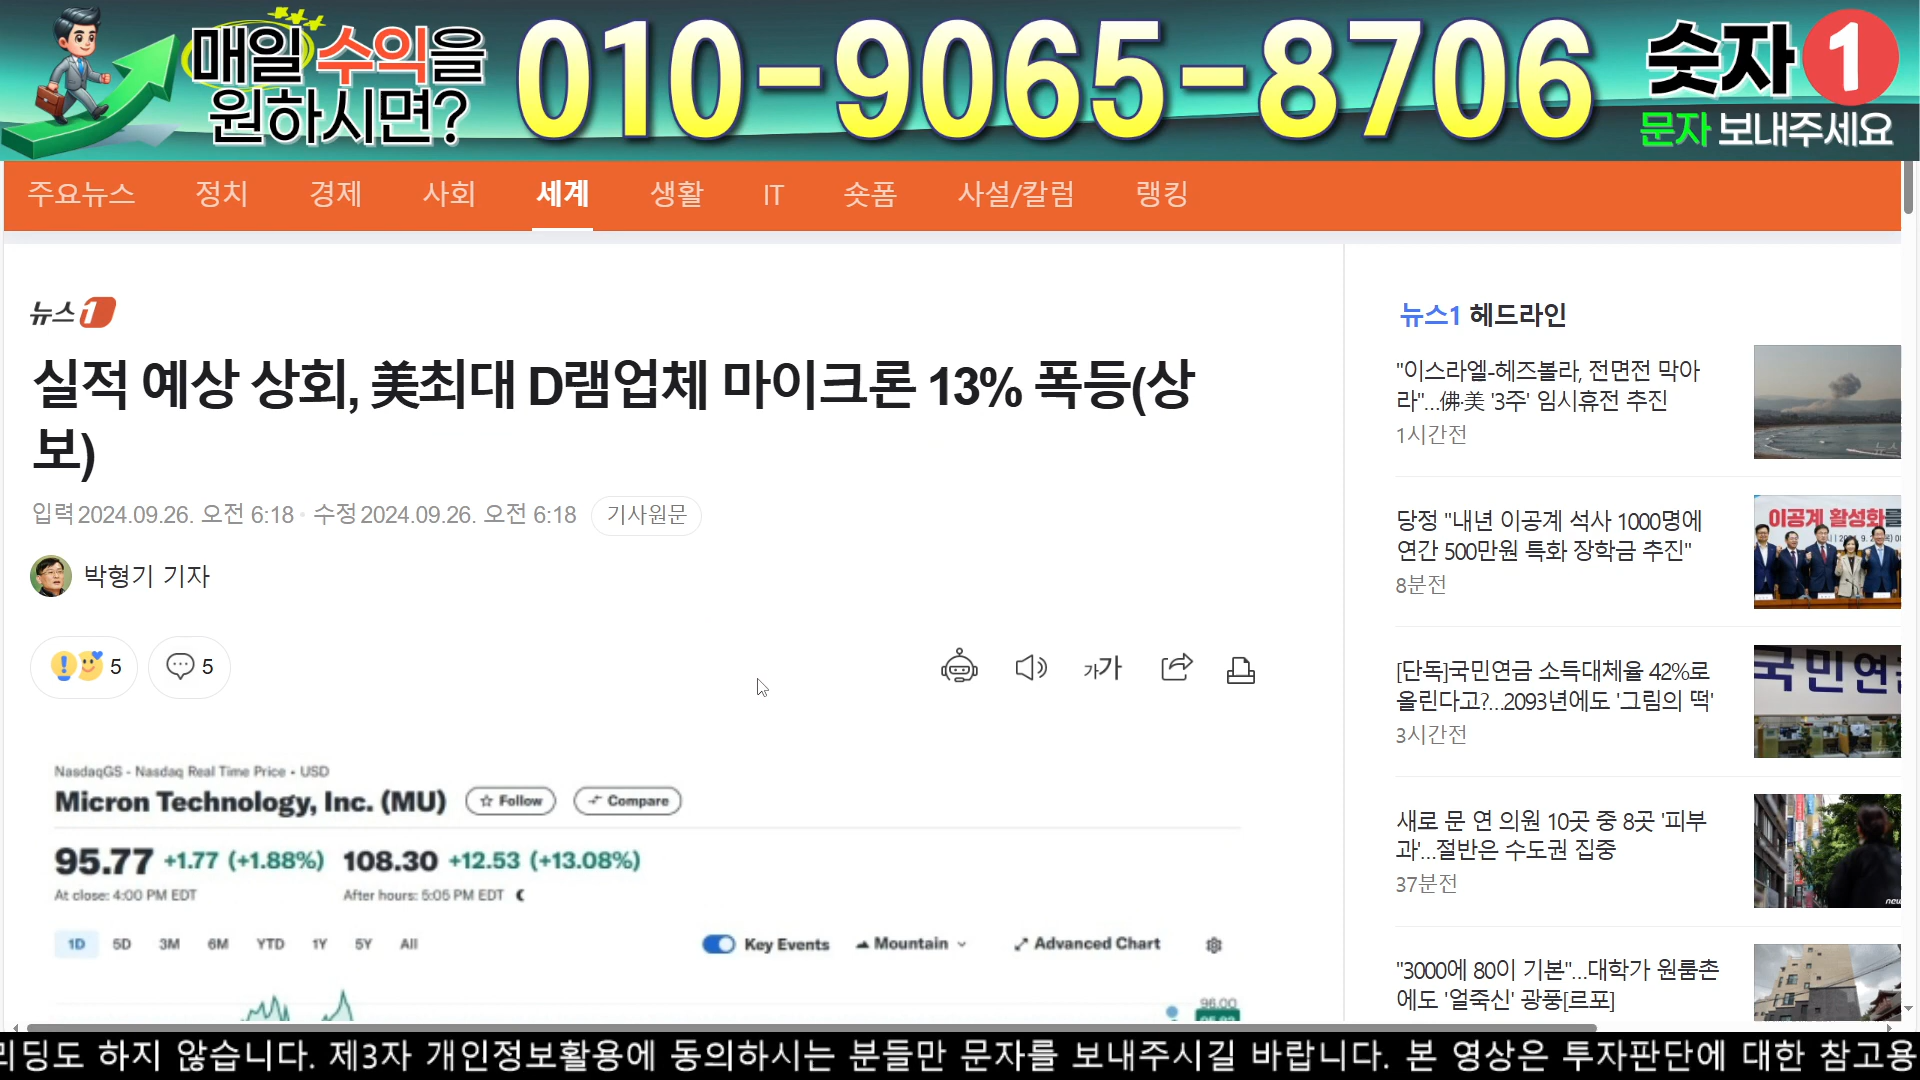 매일 수익을
원하시면?
010-9065-8706
숫자 1
문자 보내주세요
주요뉴스 정치 경제 사회 세계 생활 IT 숏폼 사설/칼럼 랭킹
뉴스1
실적 예상 상회, 美최대 D램업체 마이크론 13% 폭등(상
보)
입력 2024.09.26. 오전 6:18 · 수정 2024.09.26. 오전 6:18 기사원문
박형기 기자
5 5
가가
NasdaqGS - Nasdaq Real Time Price • USD
Micron Technology, Inc. (MU) Follow Compare
95.77 +1.77 (+1.88%) 108.30 +12.53 (+13.08%)
At close: 4:00 PM EDT After hours: 5:05 PM EDT
1D 5D 3M 6M YTD 1Y 5Y All Key Events Mountain Advanced Chart
96.00
뉴스1 헤드라인
"이스라엘-헤즈볼라, 전면전 막아
라"...佛·美 '3주' 임시휴전 추진
1시간전
당정 "내년 이공계 석사 1000명에
연간 500만원 특화 장학금 추진"
8분전
이공계 활성화를
[단독]국민연금 소득대체율 42%로
올린다고?...2093년에도 '그림의 떡'
3시간전
국민연금
새로 문 연 의원 10곳 중 8곳 '피부
과'...절반은 수도권 집중
37분전
"3000에 80이 기본"...대학가 원룸촌
에도 '얼죽신' 광풍[르포]
리딩도 하지 않습니다. 제3자 개인정보활용에 동의하시는 분들만 문자를 보내주시길 바랍니다. 본 영상은 투자판단에 대한 참고용